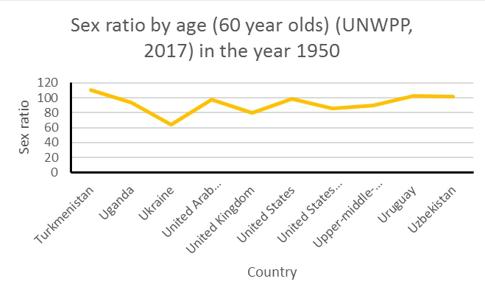 Sex ratio by age (60 year olds) (UNWPP,
2017) in the year 1950
Sex ratio
120
100
80
60
40
20
0
Turkmenistan
Uganda
Ukraine
United Arab...
United Kingdom
United States
United States...
Upper-middle-...
Uruguay
Uzbekistan
Country